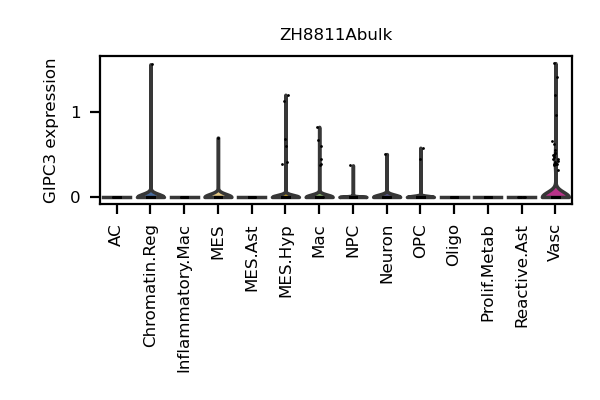 ZH8811Abulk
GIPC3 expression
1
0
AC
Chromatin.Reg
Inflammatory.Mac
MES
MES.Ast
MES.Hyp
Mac
NPC
Neuron
OPC
Oligo
Prolif.Metab
Reactive.Ast
Vasc